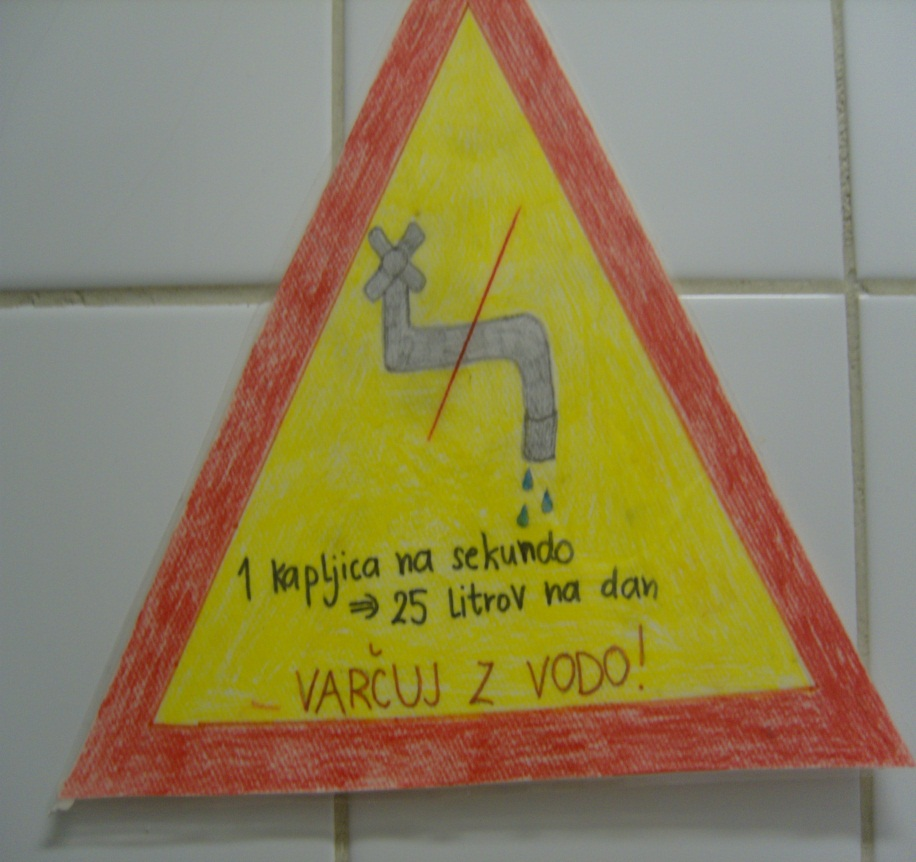 1 kapljica na sekundo
⇒ 25 litrov na dan
VARČUJ Z VODO!